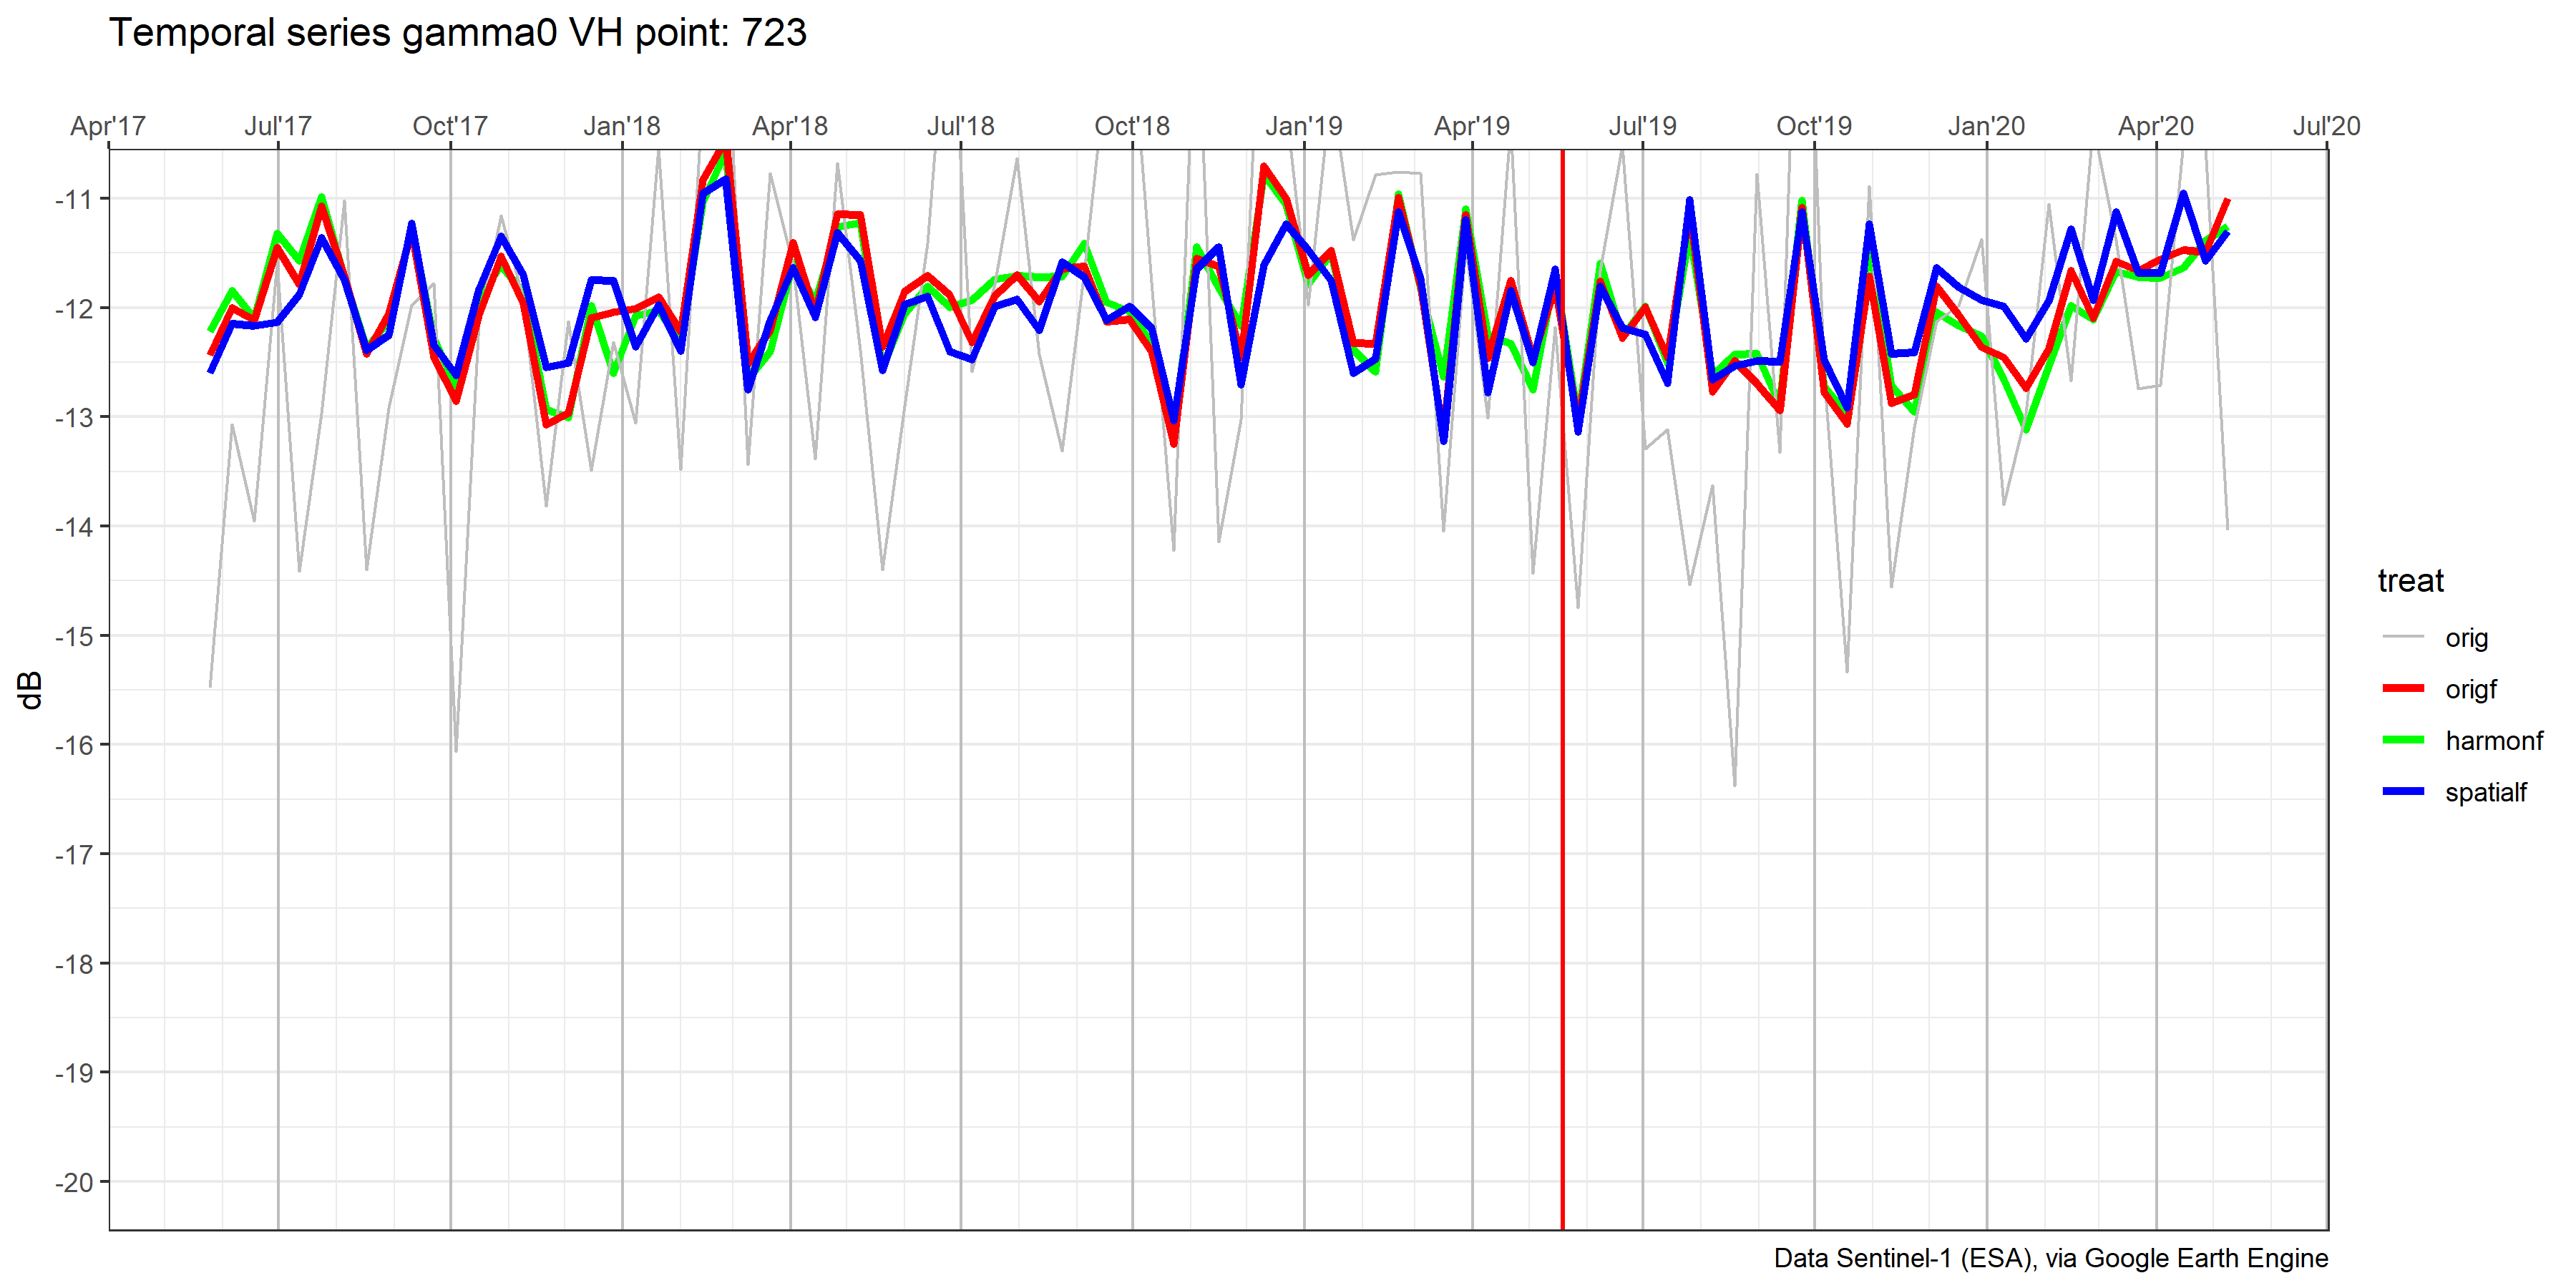 Temporal series gamma0 VH point: 723
Apr'17 Jul'17 Oct'17 Jan'18 Apr'18 Jul'18 Oct'18 Jan'19 Apr'19 Jul'19 Oct'19 Jan'20 Apr'20 Jul'20
-11
-12
-13
-14
-15
-16
-17
-18
-19
-20
dB
treat
orig
origf
harmonf
spatialf
Data Sentinel-1 (ESA), via Google Earth Engine